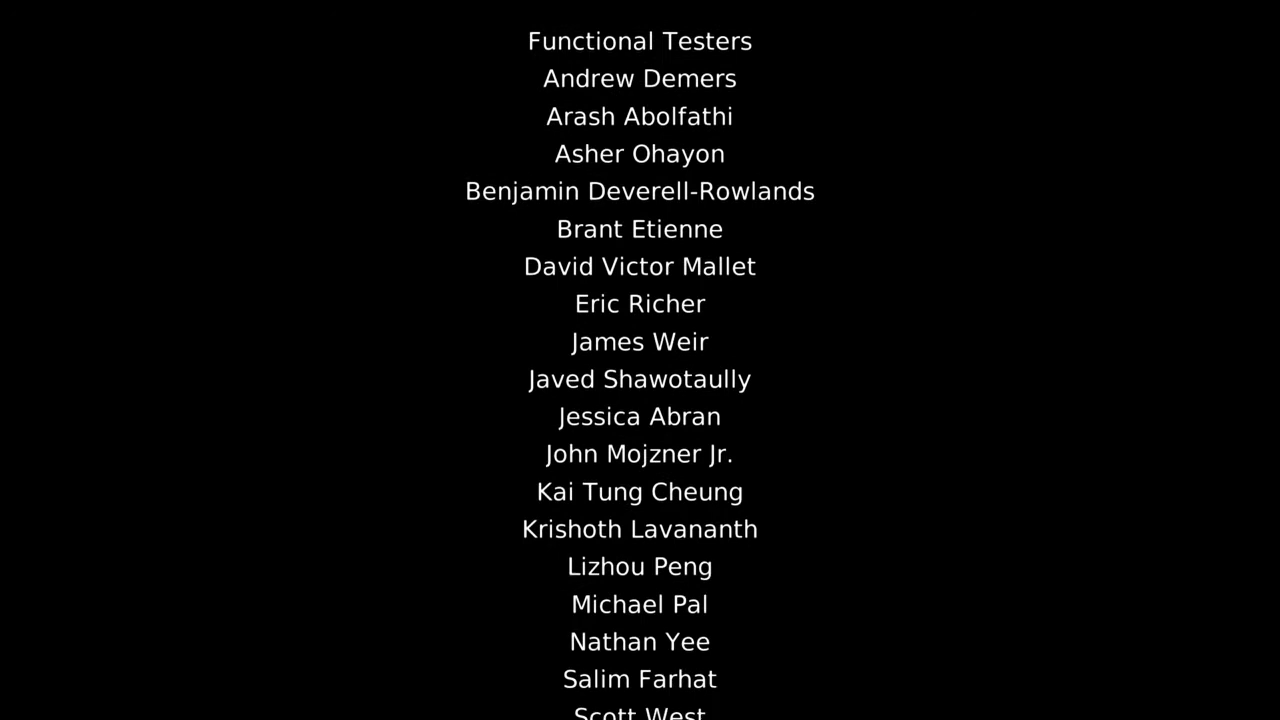 Functional Testers
Andrew Demers
Arash Abolfathi
Asher Ohayon
Benjamin Deverell-Rowlands
Brant Etienne
David Victor Mallet
Eric Richer
James Weir
Javed Shawotaully
Jessica Abran
John Mojzner Jr.
Kai Tung Cheung
Krishoth Lavananth
Lizhou Peng
Michael Pal
Nathan Yee
Salim Farhat
Scott West